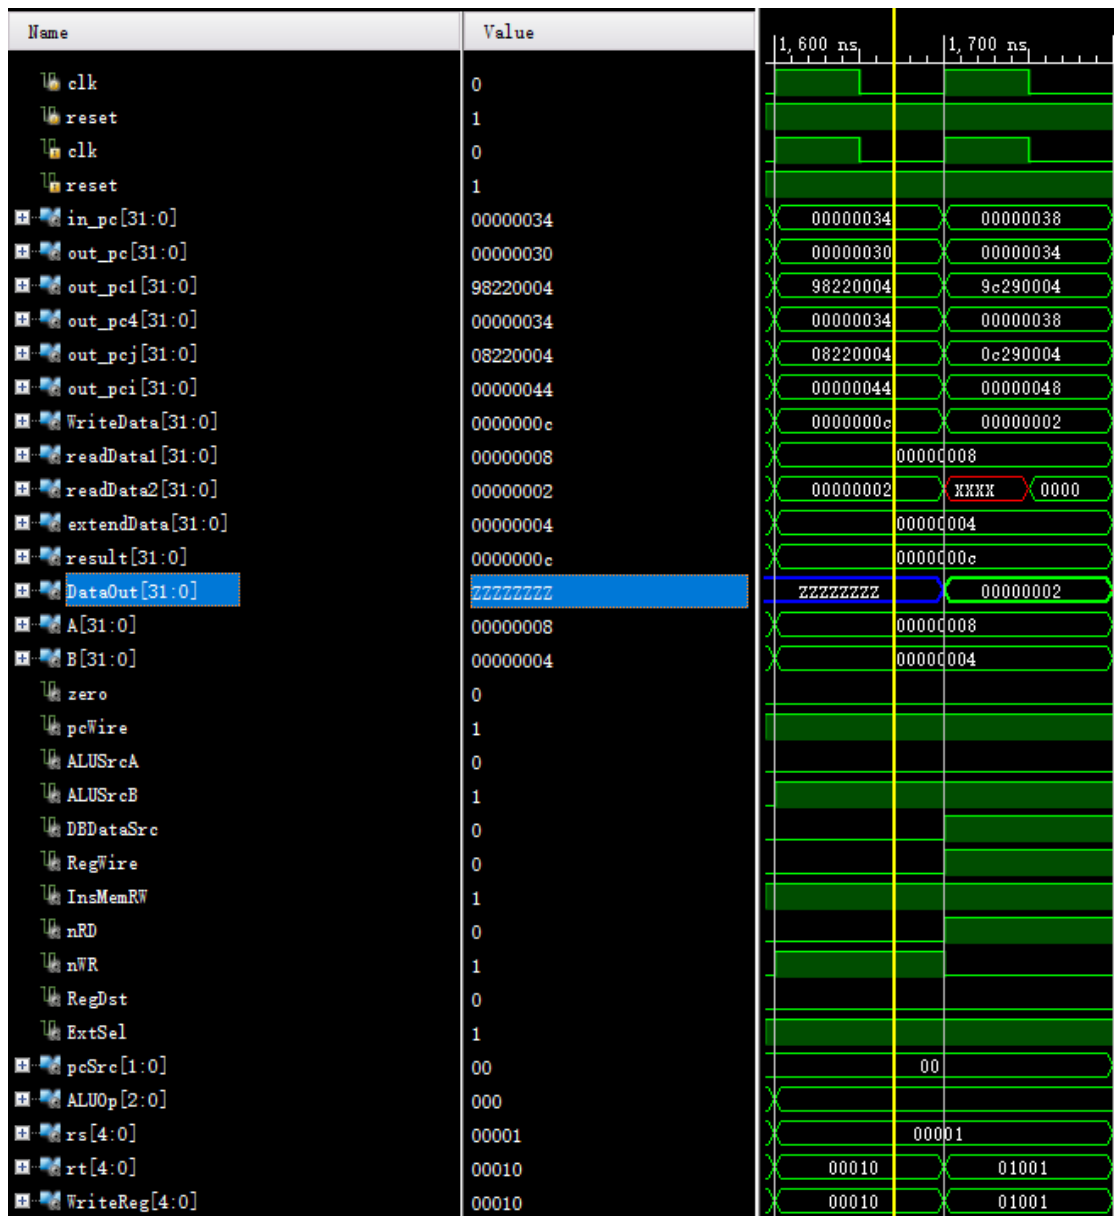 Name Value
1,600 ns 1,700 ns
clk 0
reset 1
clk 0
reset 1
in_pc[31:0] 00000034 00000034 00000038
out_pc[31:0] 00000030 00000030 00000034
out_pc1[31:0] 98220004 98220004 9c290004
out_pc4[31:0] 00000034 00000034 00000038
out_pcj[31:0] 08220004 08220004 0c290004
out_pci[31:0] 00000044 00000044 00000048
WriteData[31:0] 0000000c 0000000c 00000002
readData1[31:0] 00000008 00000008
readData2[31:0] 00000002 00000002 XXXX 0000
extendData[31:0] 00000004 00000004
result[31:0] 0000000c 0000000c
DataOut[31:0] ZZZZZZZZ ZZZZZZZZ 00000002
A[31:0] 00000008 00000008
B[31:0] 00000004 00000004
zero 0
pcWire 1
ALUSrcA 0
ALUSrcB 1
DBDataSrc 0
RegWire 0
InsMemRW 1
nRD 0
nWR 1
RegDst 0
ExtSel 1
pcSrc[1:0] 00 00
ALUOp[2:0] 000
rs[4:0] 00001 00001
rt[4:0] 00010 00010 01001
WriteReg[4:0] 00010 00010 01001